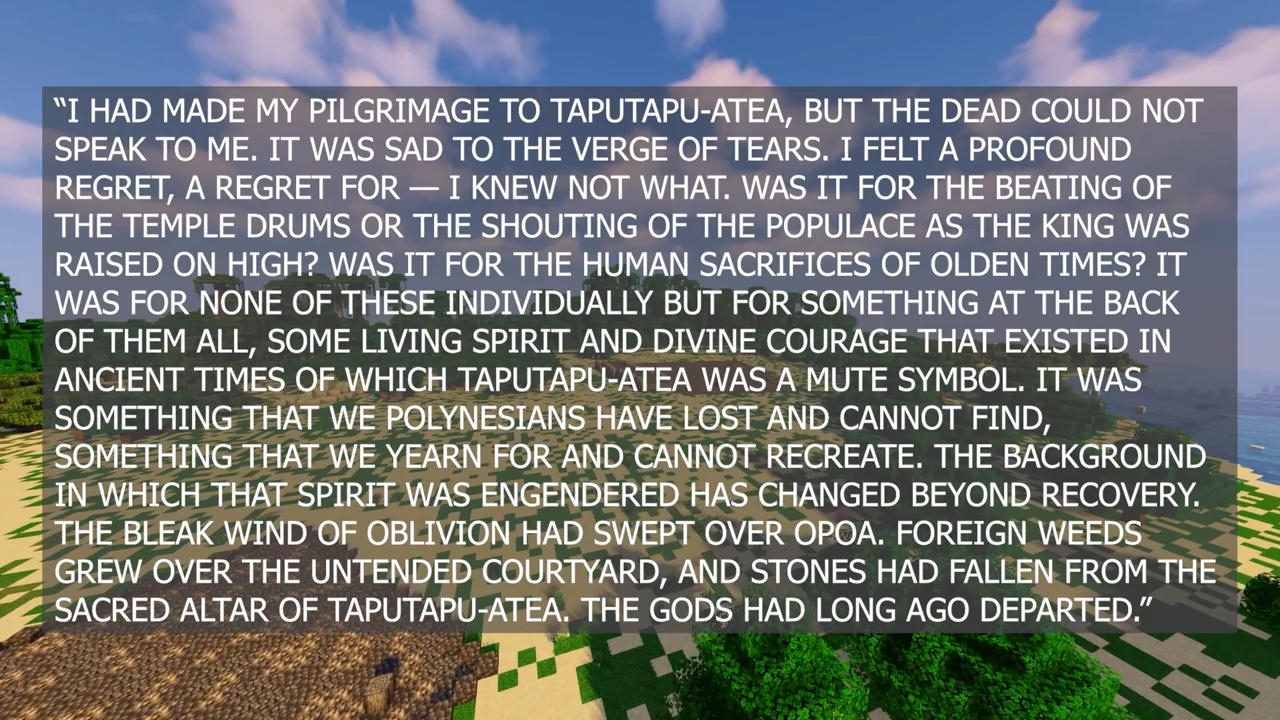 “I HAD MADE MY PILGRIMAGE TO TAPUTAPU-ATEA, BUT THE DEAD COULD NOT
SPEAK TO ME. IT WAS SAD TO THE VERGE OF TEARS. I FELT A PROFOUND
REGRET, A REGRET FOR — I KNEW NOT WHAT. WAS IT FOR THE BEATING OF
THE TEMPLE DRUMS OR THE SHOUTING OF THE POPULACE AS THE KING WAS
RAISED ON HIGH? WAS IT FOR THE HUMAN SACRIFICES OF OLDEN TIMES? IT
WAS FOR NONE OF THESE INDIVIDUALLY BUT FOR SOMETHING AT THE BACK
OF THEM ALL, SOME LIVING SPIRIT AND DIVINE COURAGE THAT EXISTED IN
ANCIENT TIMES OF WHICH TAPUTAPU-ATEA WAS A MUTE SYMBOL. IT WAS
SOMETHING THAT WE POLYNESIANS HAVE LOST AND CANNOT FIND,
SOMETHING THAT WE YEARN FOR AND CANNOT RECREATE. THE BACKGROUND
IN WHICH THAT SPIRIT WAS ENGENDERED HAS CHANGED BEYOND RECOVERY.
THE BLEAK WIND OF OBLIVION HAD SWEPT OVER OPOA. FOREIGN WEEDS
GREW OVER THE UNTENDED COURTYARD, AND STONES HAD FALLEN FROM THE
SACRED ALTAR OF TAPUTAPU-ATEA. THE GODS HAD LONG AGO DEPARTED.”